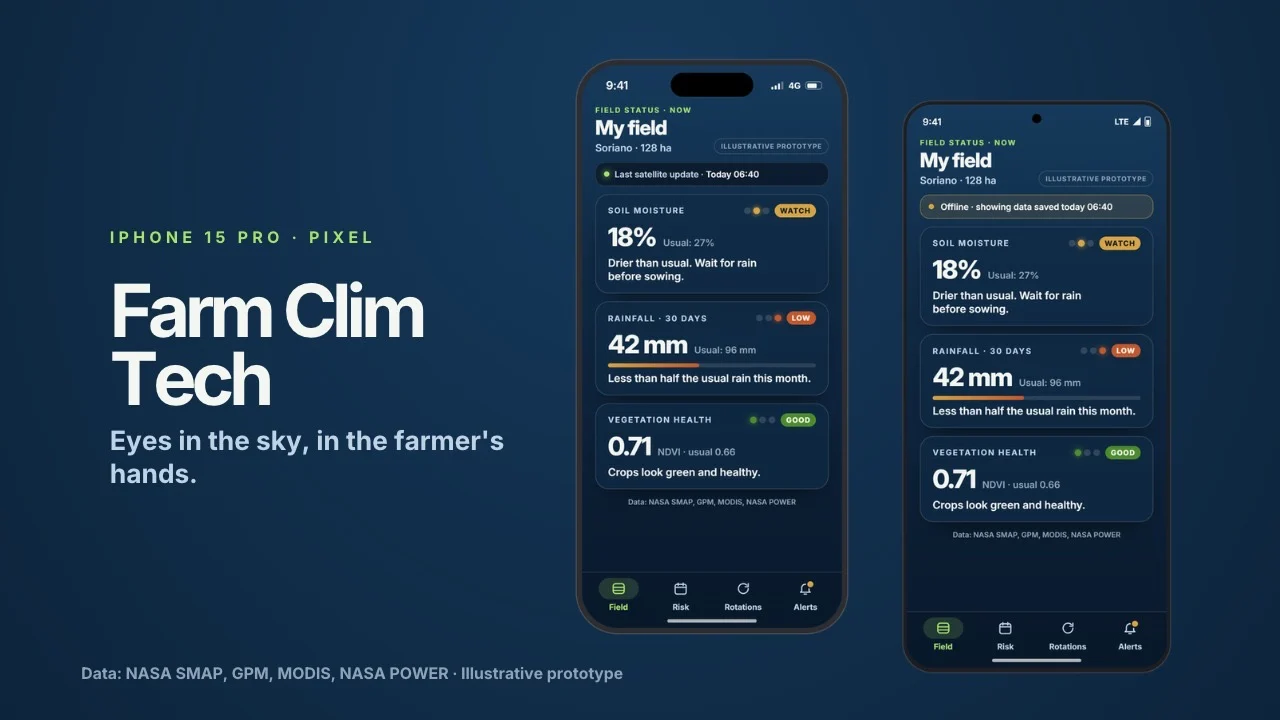 IPHONE 15 PRO · PIXEL
Farm Clim
Tech
Eyes in the sky, in the farmer's
hands.
9:41
4G
FIELD STATUS · NOW
My field
Soriano · 128 ha
ILLUSTRATIVE PROTOTYPE
Last satellite update · Today 06:40
SOIL MOISTURE
WATCH
18% Usual: 27%
Drier than usual. Wait for rain
before sowing.
RAINFALL · 30 DAYS
LOW
42 mm Usual: 96 mm
Less than half the usual rain this month.
VEGETATION HEALTH
GOOD
0.71 NDVI · usual 0.66
Crops look green and healthy.
Data: NASA SMAP, GPM, MODIS, NASA POWER
Field Risk Rotations Alerts
9:41
LTE
FIELD STATUS · NOW
My field
Soriano · 128 ha
ILLUSTRATIVE PROTOTYPE
Offline · showing data saved today 06:40
SOIL MOISTURE
WATCH
18% Usual: 27%
Drier than usual. Wait for rain
before sowing.
RAINFALL · 30 DAYS
LOW
42 mm Usual: 96 mm
Less than half the usual rain this month.
VEGETATION HEALTH
GOOD
0.71 NDVI · usual 0.66
Crops look green and healthy.
Data: NASA SMAP, GPM, MODIS, NASA POWER
Field Risk Rotations Alerts
Data: NASA SMAP, GPM, MODIS, NASA POWER · Illustrative prototype